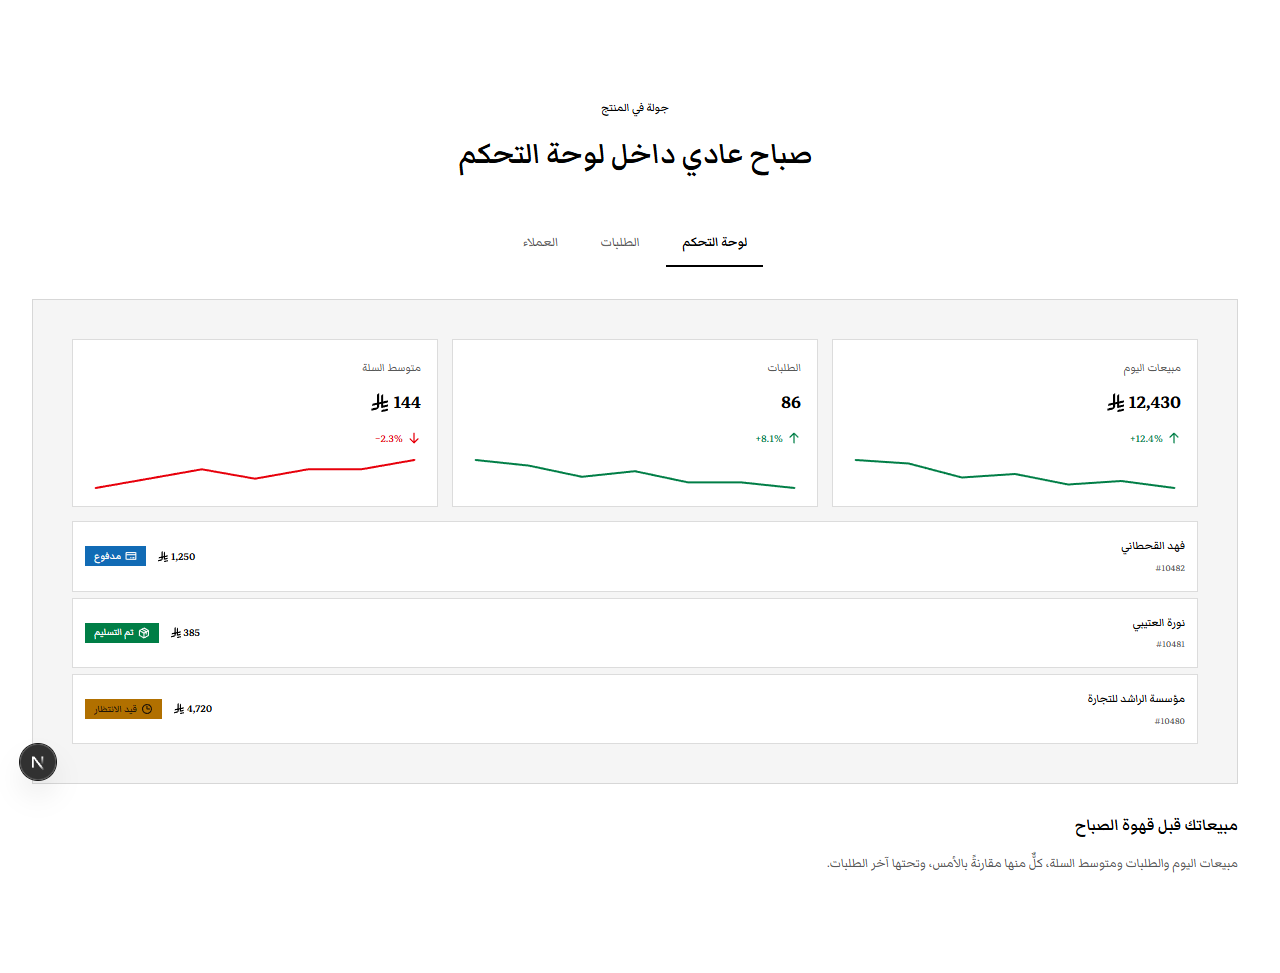 جولة في المنتج
صباح عادي داخل لوحة التحكم
لوحة التحكم
الطلبات
العملاء
مبيعات اليوم
12,430
+12.4%
الطلبات
86
+8.1%
متوسط السلة
144
−2.3%
فهد القحطاني
#10482
1,250
مدفوع
نورة العتيبي
#10481
385
تم التسليم
مؤسسة الراشد للتجارة
#10480
4,720
قيد الانتظار
N
مبيعاتك قبل قهوة الصباح
مبيعات اليوم والطلبات ومتوسط السلة، كلٌّ منها مقارنةً بالأمس، وتحتها آخر الطلبات.